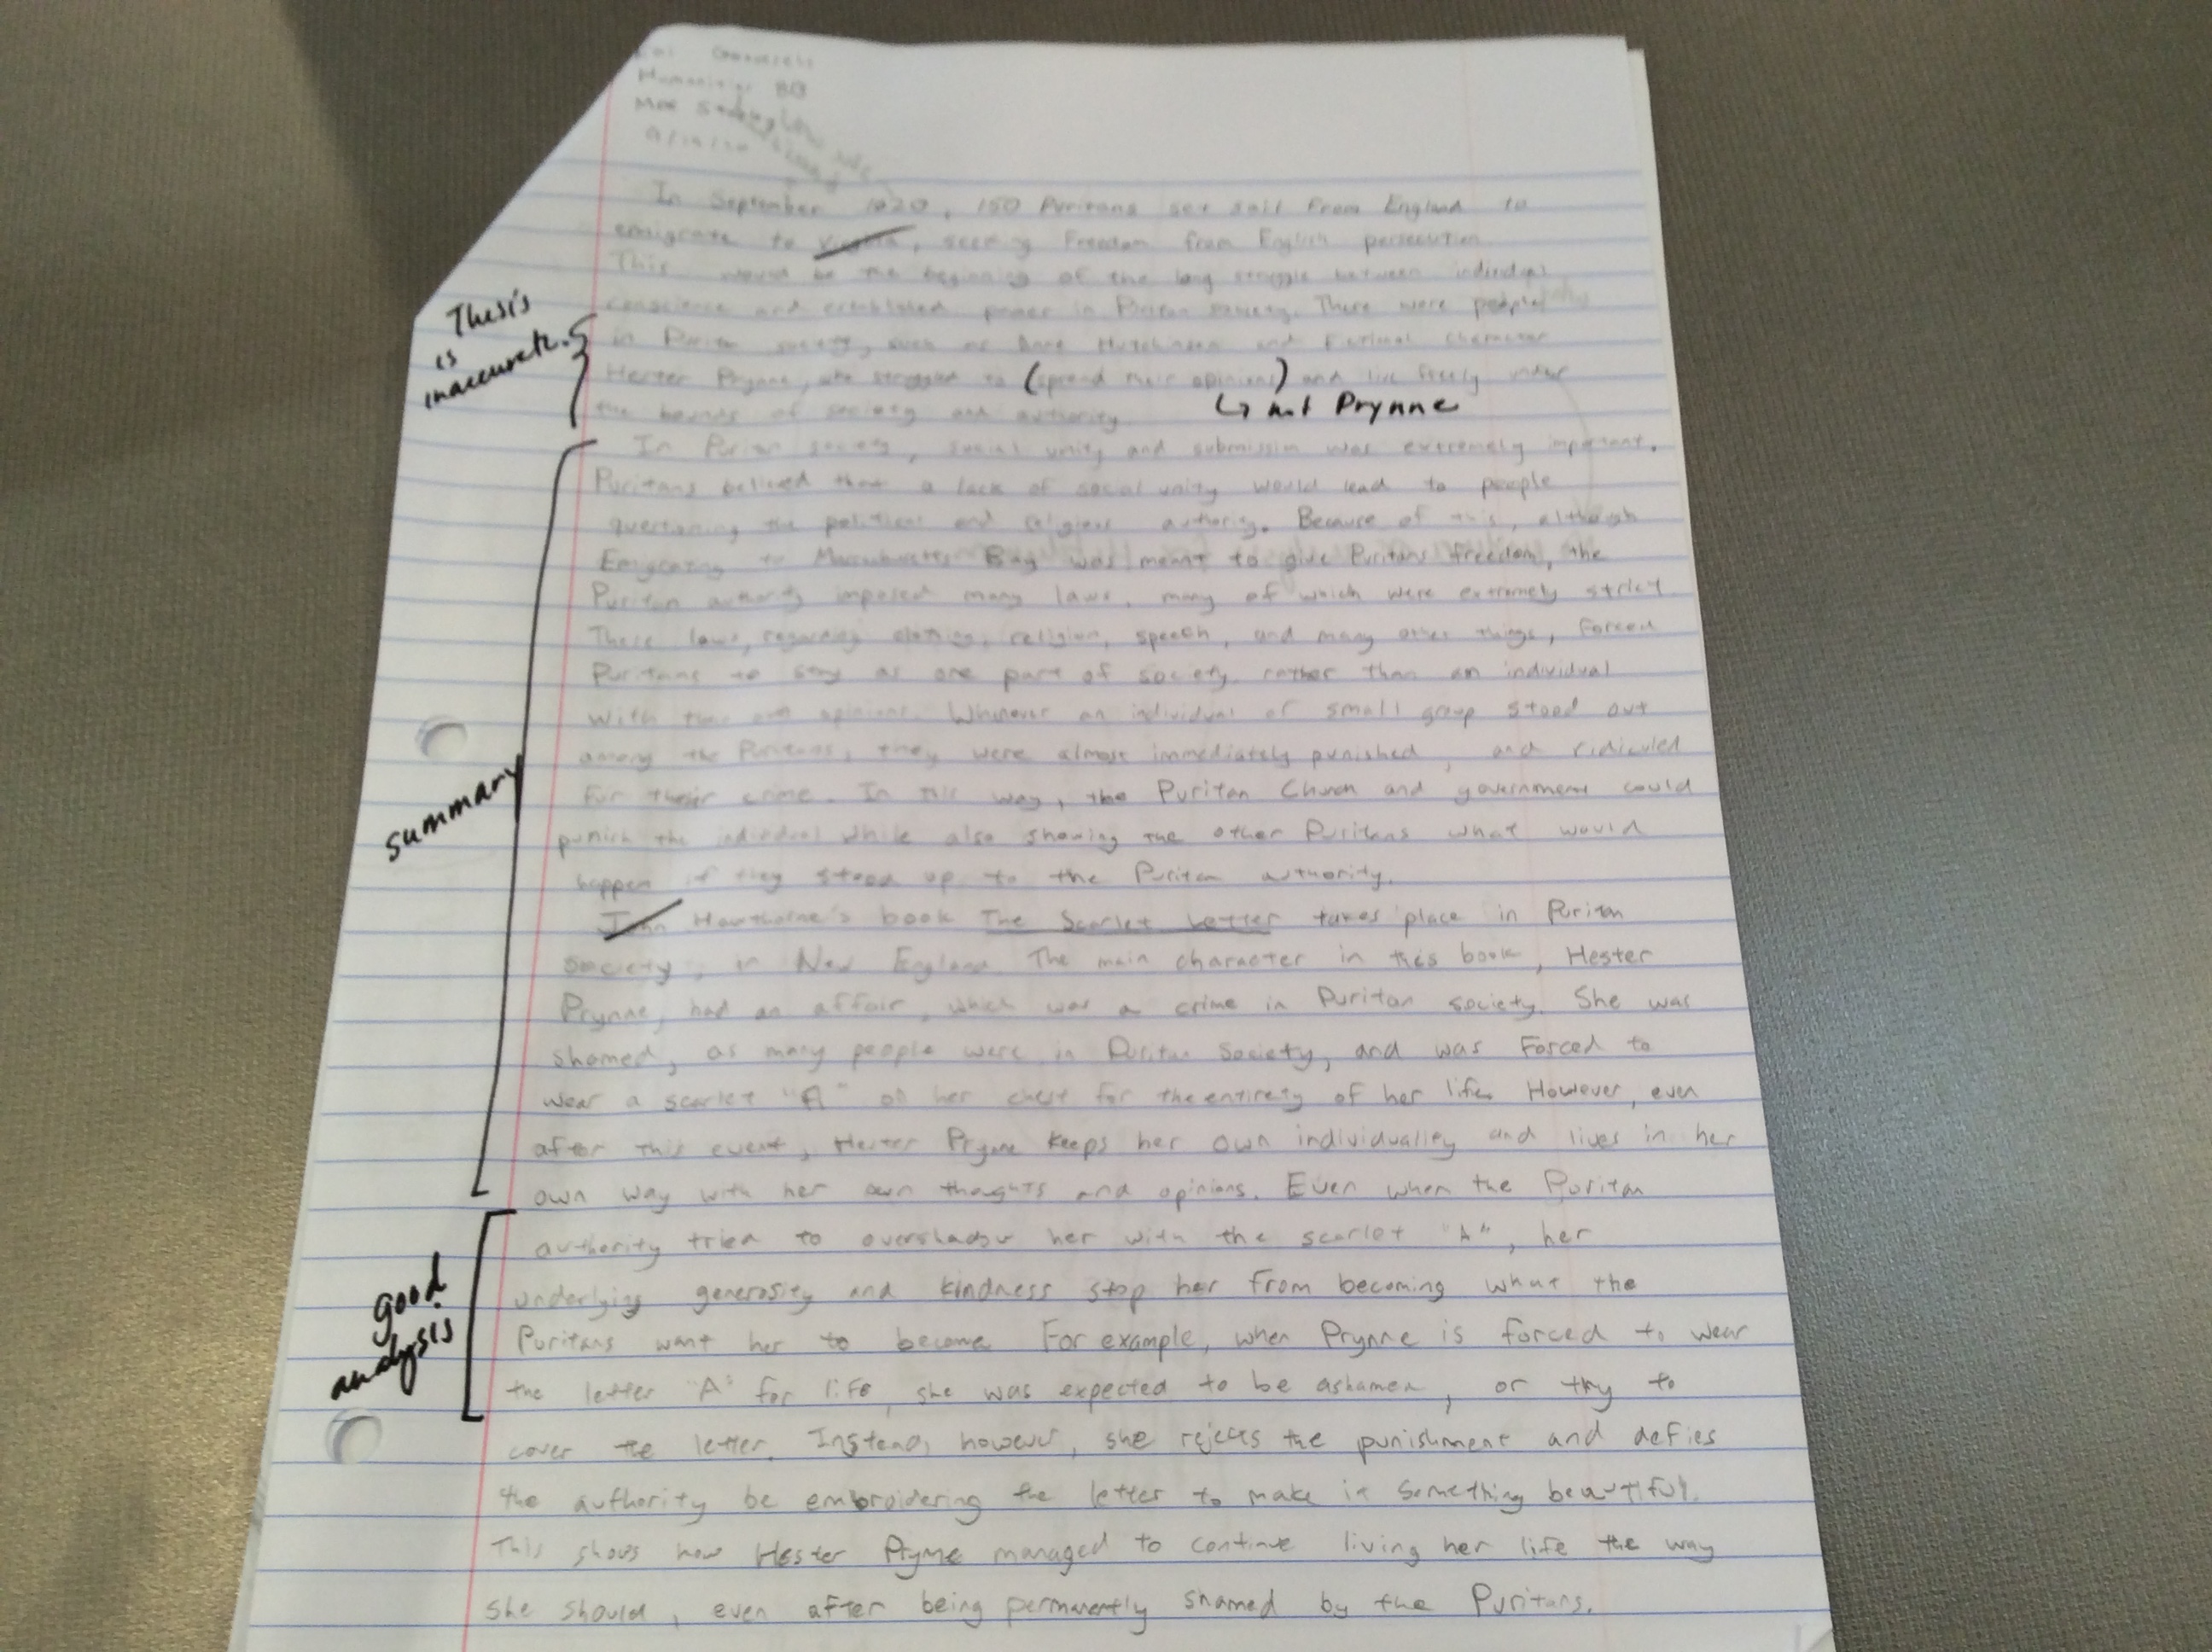 Humanities 8B
In September 1620, 150 Puritans set sail from England to
emigrate to Virginia, seeking Freedom from English persecution.
This would be the beginning of the long struggle between individual
Thesis
is
inaccurate.
conscience and established power in Puritan society. There were people
in Puritan society, such as Anne Hutchinson and Fictional character
Hester Prynne, who struggled to (spread their opinions) and live freely under
↳ not Prynne
the bounds of society and authority.
In Puritan society, social unity and submission was extremely important.
Puritans believed that a lack of social unity would lead to people
questioning the political and religious authority. Because of this, although
Emigrating to Massachusetts Bay was meant to give Puritans freedom, the
Puritan authority imposed many laws, many of which were extremely strict.
These laws, regarding clothing, religion, speech, and many other things, forced
Puritans to stay as one part of society rather than an individual
with their own opinions. Whenever an individual or small group stood out
among the Puritans, they were almost immediately punished, and ridiculed
summary
for their crime. In this way, the Puritan Church and government could
punish the individual while also showing the other Puritans what would
happen if they stood up to the Puritan authority.
John Hawthorne's book The Scarlet Letter takes place in Puritan
Society, in New England The main character in this book, Hester
Prynne, had an affair, which was a crime in Puritan society. She was
shamed, as many people were in Puritan Society, and was Forced to
wear a scarlet "A" on her chest for the entirety of her life. However, even
after this event, Hester Prynne keeps her own individuality and lives in her
own way with her own thoughts and opinions. Even when the Puritan
authority tried to overshadow her with the scarlet "A", her
good
analysis
underlying generosity and kindness stop her from becoming what the
Puritans want her to become. For example, when Prynne is forced to wear
the letter "A" for life, she was expected to be ashamed, or try to
cover the letter. Instead, however, she rejects the punishment and defies
the authority be embroidering the letter to make it something beautiful.
This shows how Hester Prynne managed to continue living her life the way
she should, even after being permanently shamed by the Puritans.